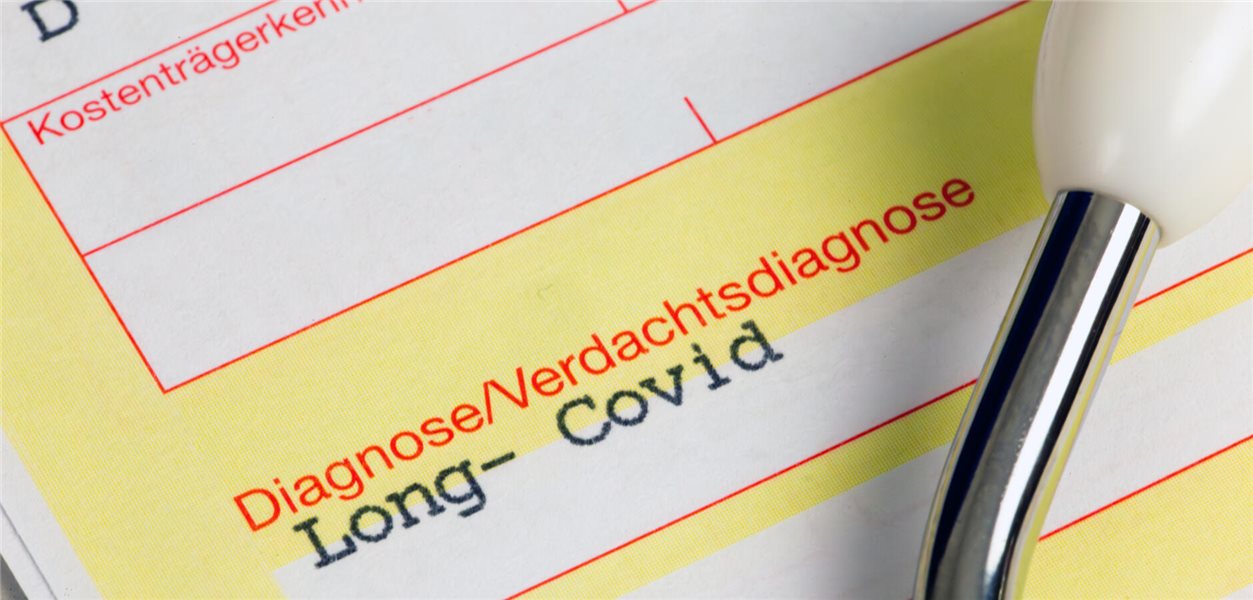 D
Kostenträgerkenn
Diagnose/Verdachtsdiagnose
Long- Covid